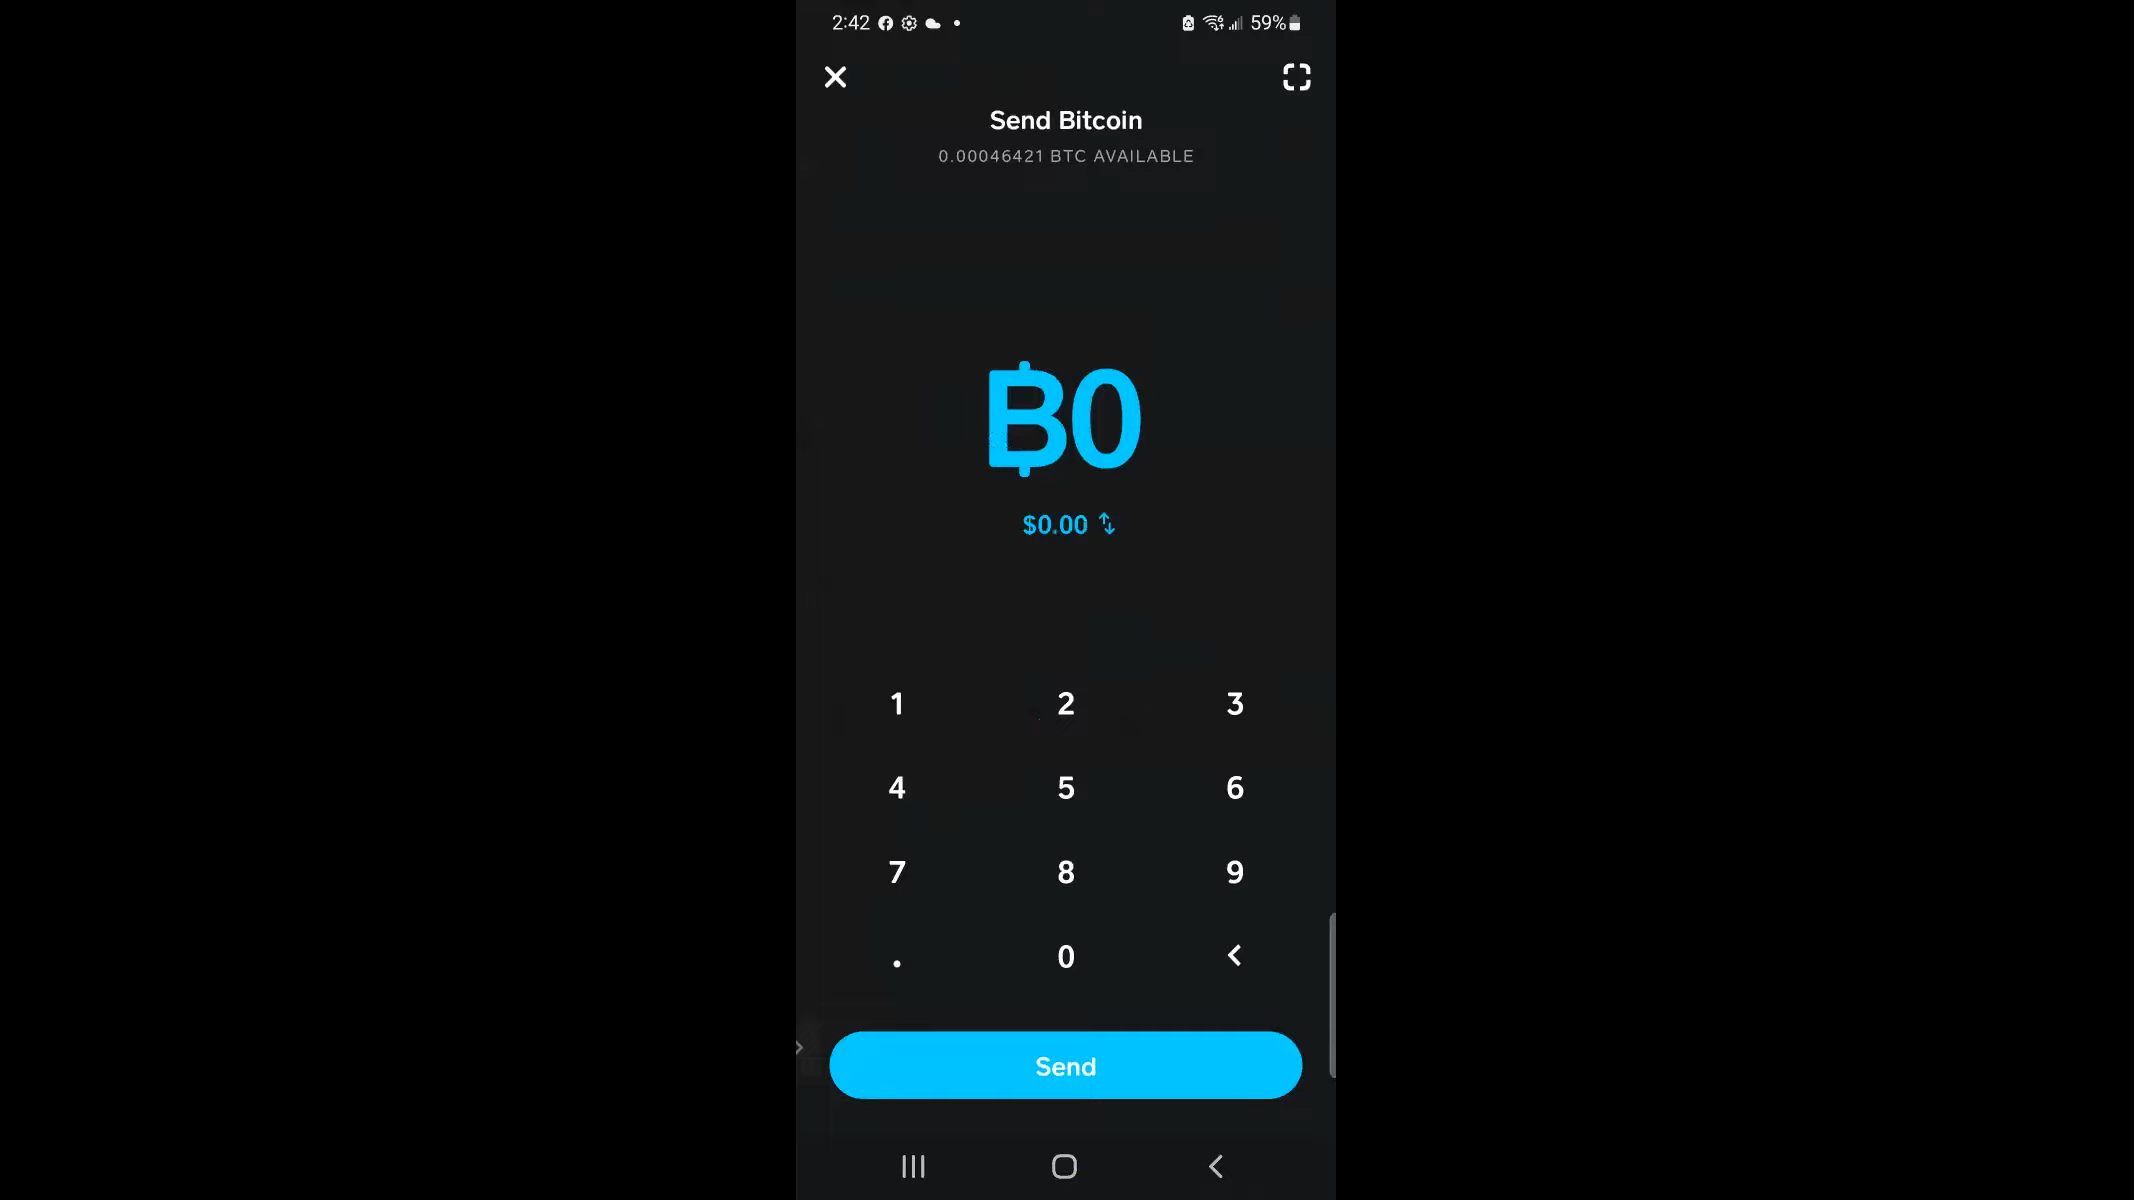 2:42
59%
Send Bitcoin
0.00046421 BTC AVAILABLE
₿0
$0.00
1 2 3
4 5 6
7 8 9
. 0
Send